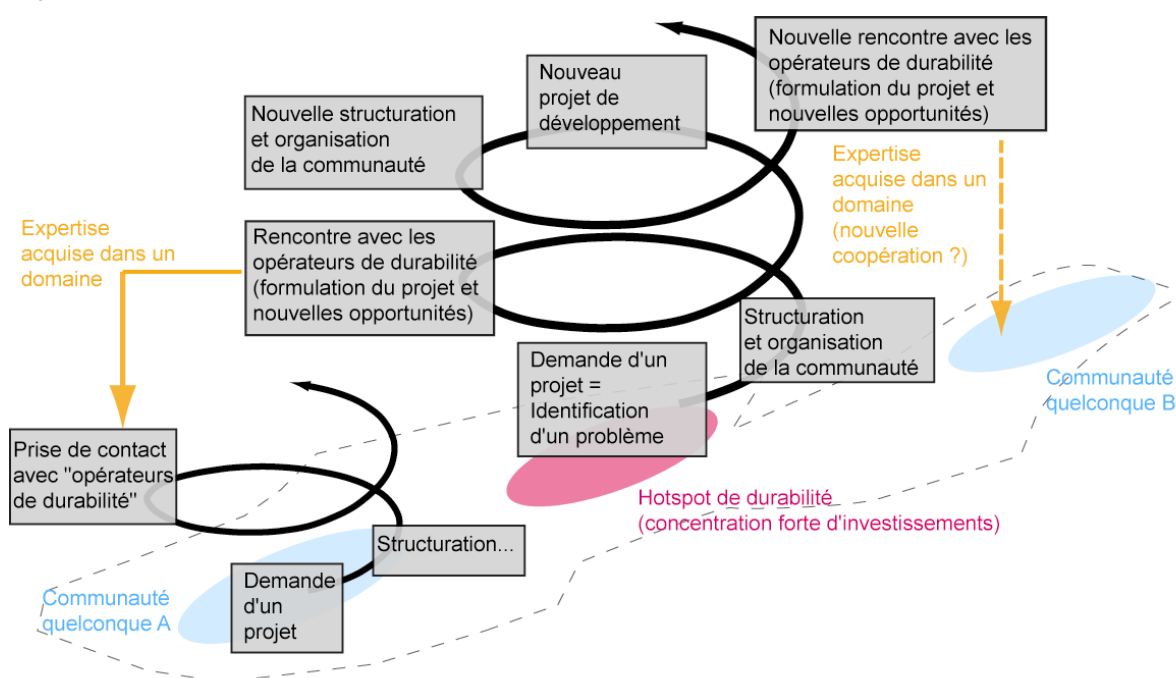 Nouvelle rencontre avec les
opérateurs de durabilité
(formulation du projet et
nouvelles opportunités)
Nouveau
projet de
développement
Nouvelle structuration
et organisation
de la communauté
Expertise
acquise dans un
domaine
(nouvelle
coopération ?)
Expertise
acquise dans un
domaine
Rencontre avec les
opérateurs de durabilité
(formulation du projet et
nouvelles opportunités)
Structuration
et organisation
de la communauté
Demande d'un
projet =
Identification
d'un problème
Communauté
quelconque B
Prise de contact
avec "opérateurs
de durabilité"
Hotspot de durabilité
(concentration forte d'investissements)
Structuration...
Demande
d'un
projet
Communauté
quelconque A